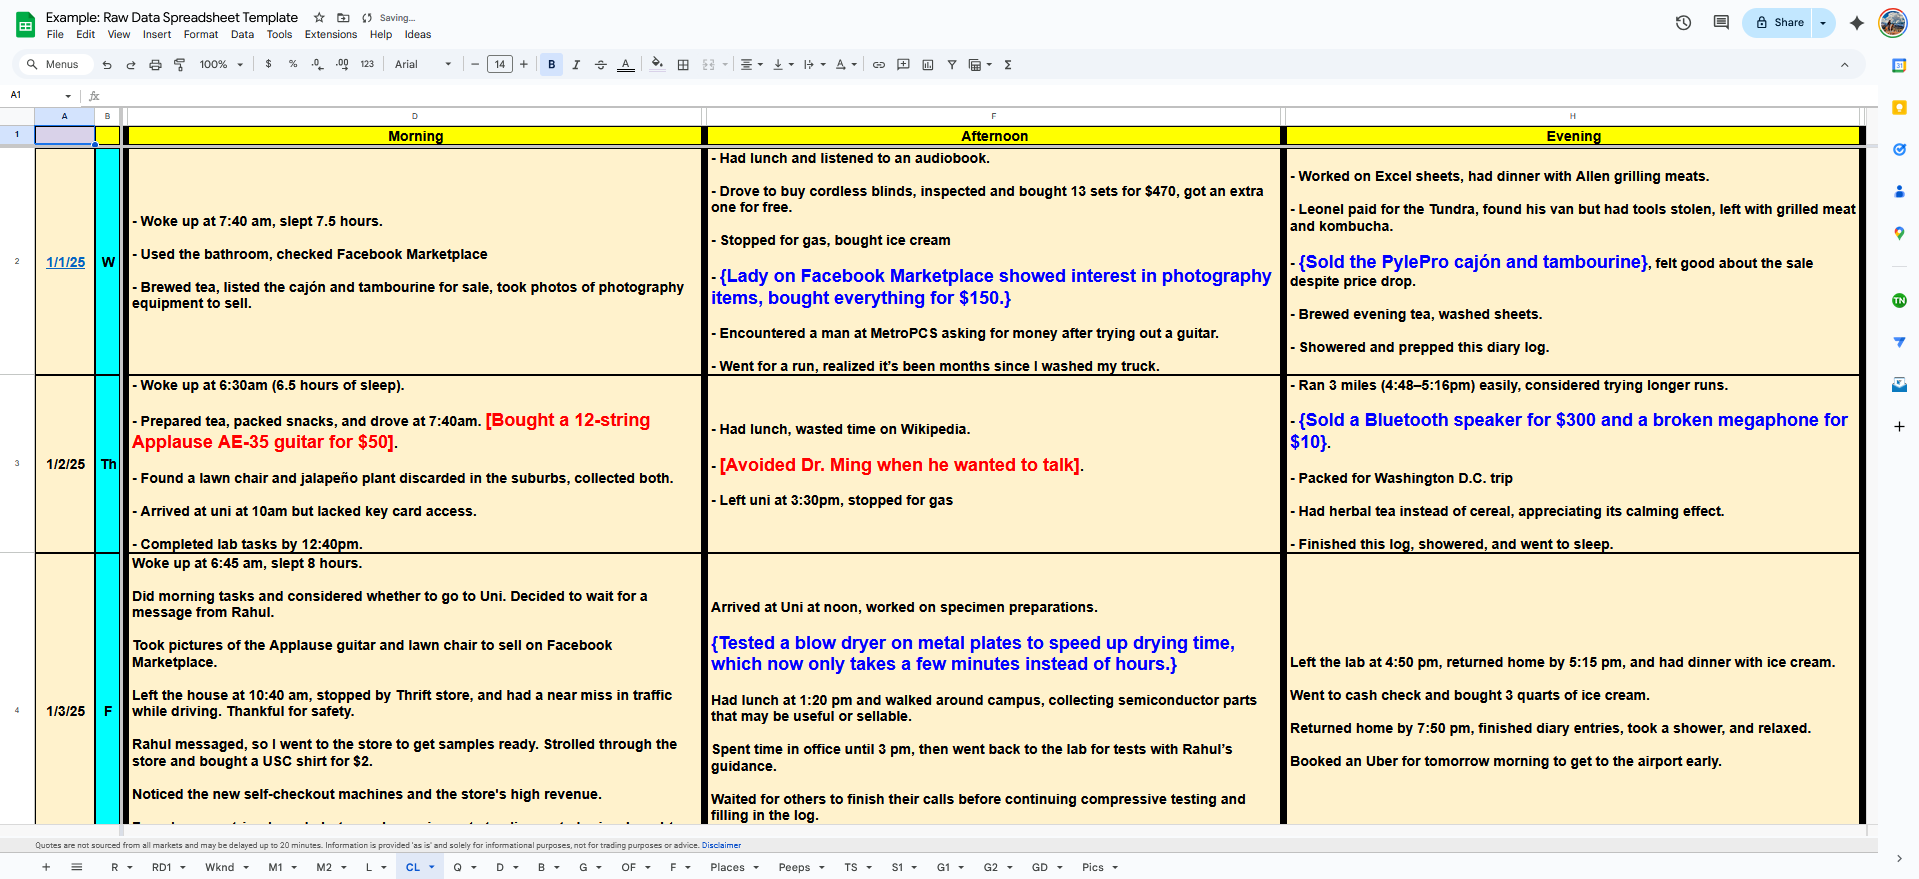 Example: Raw Data Spreadsheet Template
Saving...
File Edit View Insert Format Data Tools Extensions Help Ideas
Share
Menus
100%
$ % .0 .00 123
Arial
14
B I S A
A1
fx
A B D F H
1
Morning Afternoon Evening
2
1/1/25
W
- Woke up at 7:40 am, slept 7.5 hours.
- Used the bathroom, checked Facebook Marketplace
- Brewed tea, listed the cajón and tambourine for sale, took photos of photography
equipment to sell.
- Had lunch and listened to an audiobook.
- Drove to buy cordless blinds, inspected and bought 13 sets for $470, got an extra
one for free.
- Stopped for gas, bought ice cream
- {Lady on Facebook Marketplace showed interest in photography
items, bought everything for $150.}
- Encountered a man at MetroPCS asking for money after trying out a guitar.
- Went for a run, realized it's been months since I washed my truck.
- Worked on Excel sheets, had dinner with Allen grilling meats.
- Leonel paid for the Tundra, found his van but had tools stolen, left with grilled meat
and kombucha.
- {Sold the PylePro cajón and tambourine}, felt good about the sale
despite price drop.
- Brewed evening tea, washed sheets.
- Showered and prepped this diary log.
3
1/2/25
Th
- Woke up at 6:30am (6.5 hours of sleep).
- Prepared tea, packed snacks, and drove at 7:40am. [Bought a 12-string
Applause AE-35 guitar for $50].
- Found a lawn chair and jalapeño plant discarded in the suburbs, collected both.
- Arrived at uni at 10am but lacked key card access.
- Completed lab tasks by 12:40pm.
- Had lunch, wasted time on Wikipedia.
- [Avoided Dr. Ming when he wanted to talk].
- Left uni at 3:30pm, stopped for gas
- Ran 3 miles (4:48–5:16pm) easily, considered trying longer runs.
- {Sold a Bluetooth speaker for $300 and a broken megaphone for
$10}.
- Packed for Washington D.C. trip
- Had herbal tea instead of cereal, appreciating its calming effect.
- Finished this log, showered, and went to sleep.
4
1/3/25
F
Woke up at 6:45 am, slept 8 hours.
Did morning tasks and considered whether to go to Uni. Decided to wait for a
message from Rahul.
Took pictures of the Applause guitar and lawn chair to sell on Facebook
Marketplace.
Left the house at 10:40 am, stopped by Thrift store, and had a near miss in traffic
while driving. Thankful for safety.
Rahul messaged, so I went to the store to get samples ready. Strolled through the
store and bought a USC shirt for $2.
Noticed the new self-checkout machines and the store's high revenue.
Arrived at Uni at noon, worked on specimen preparations.
{Tested a blow dryer on metal plates to speed up drying time,
which now only takes a few minutes instead of hours.}
Had lunch at 1:20 pm and walked around campus, collecting semiconductor parts
that may be useful or sellable.
Spent time in office until 3 pm, then went back to the lab for tests with Rahul's
guidance.
Waited for others to finish their calls before continuing compressive testing and
filling in the log.
Left the lab at 4:50 pm, returned home by 5:15 pm, and had dinner with ice cream.
Went to cash check and bought 3 quarts of ice cream.
Returned home by 7:50 pm, finished diary entries, took a shower, and relaxed.
Booked an Uber for tomorrow morning to get to the airport early.
Quotes are not sourced from all markets and may be delayed up to 20 minutes. Information is provided 'as is' and solely for informational purposes, not for trading purposes or advice. Disclaimer
R RD1 Wknd M1 M2 L CL Q D B G OF F Places Peeps TS S1 G1 G2 GD Pics
31
TN